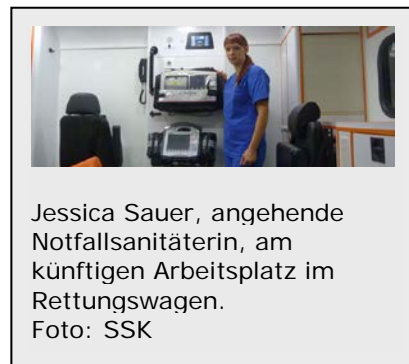 Jessica Sauer, angehende
Notfallsanitäterin, am
künftigen Arbeitsplatz im
Rettungswagen.
Foto: SSK